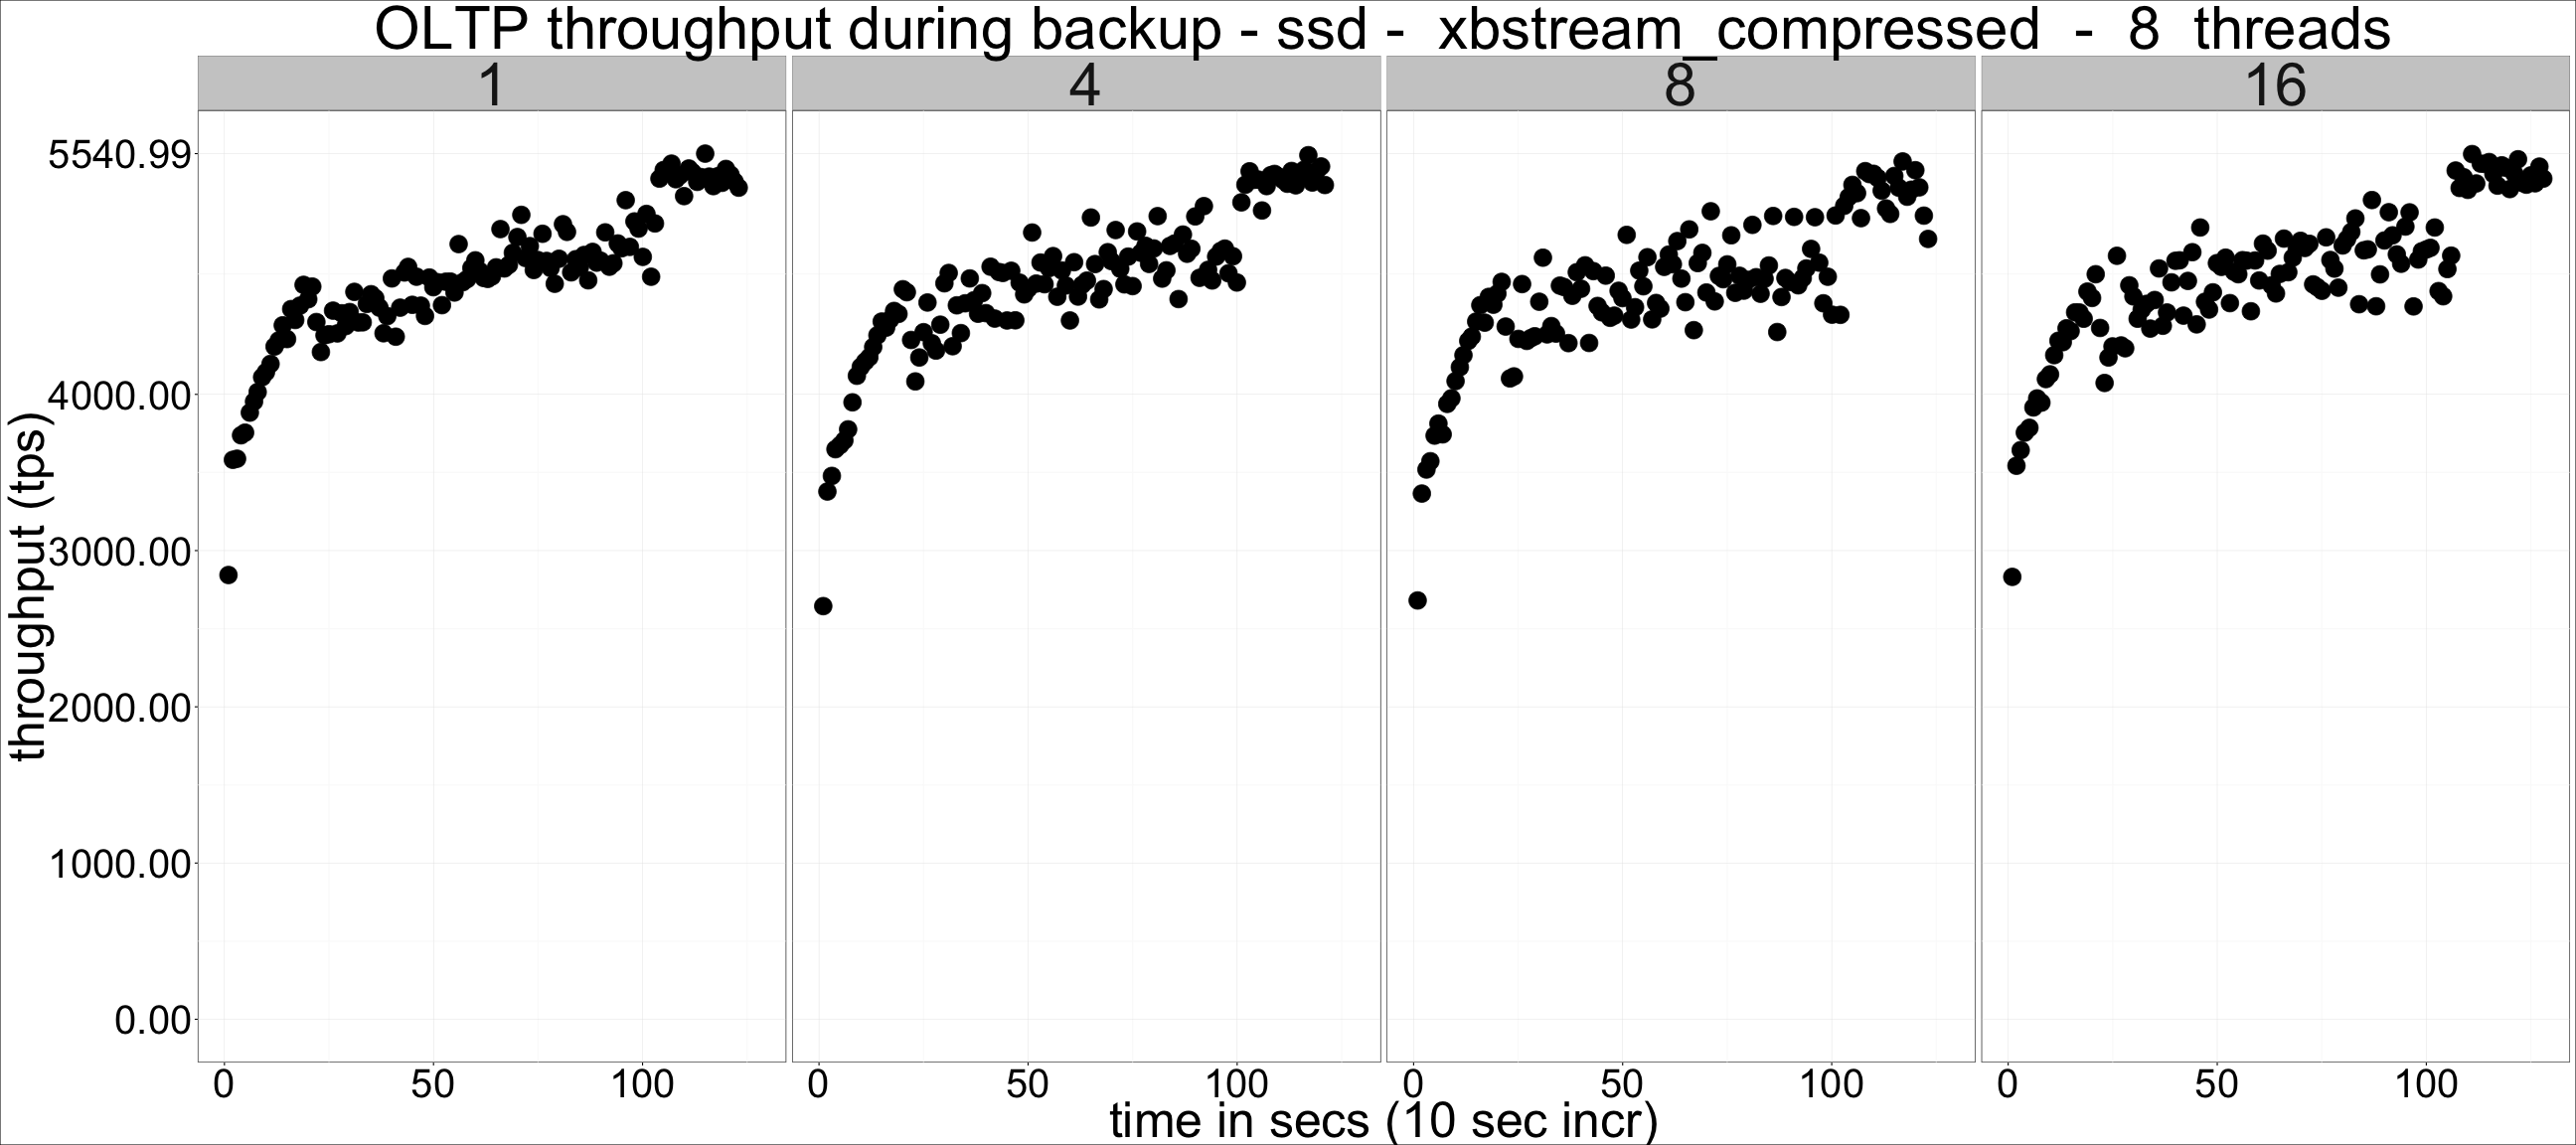 OLTP throughput during backup - ssd -  xbstream_compressed  -  8  threads
1 4 8 16
throughput (tps)
5540.99
4000.00
3000.00
2000.00
1000.00
0.00
0 50 100 0 50 100 0 50 100 0 50 100
time in secs (10 sec incr)